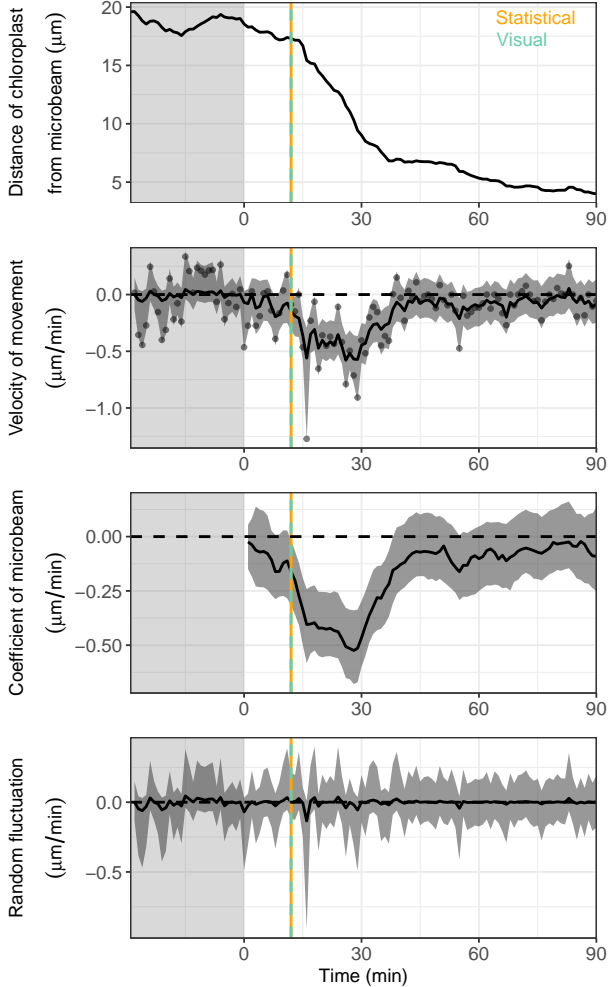 Distance of chloroplast
from microbeam (μm)
20
15
10
5
Statistical
Visual
0
30
60
90
Velocity of movement
(μm/min)
0.0
−0.5
−1.0
0
30
60
90
Coefficient of microbeam
(μm/min)
0.00
−0.25
−0.50
0
30
60
90
Random fluctuation
(μm/min)
0.0
−0.5
0
30
60
90
Time (min)